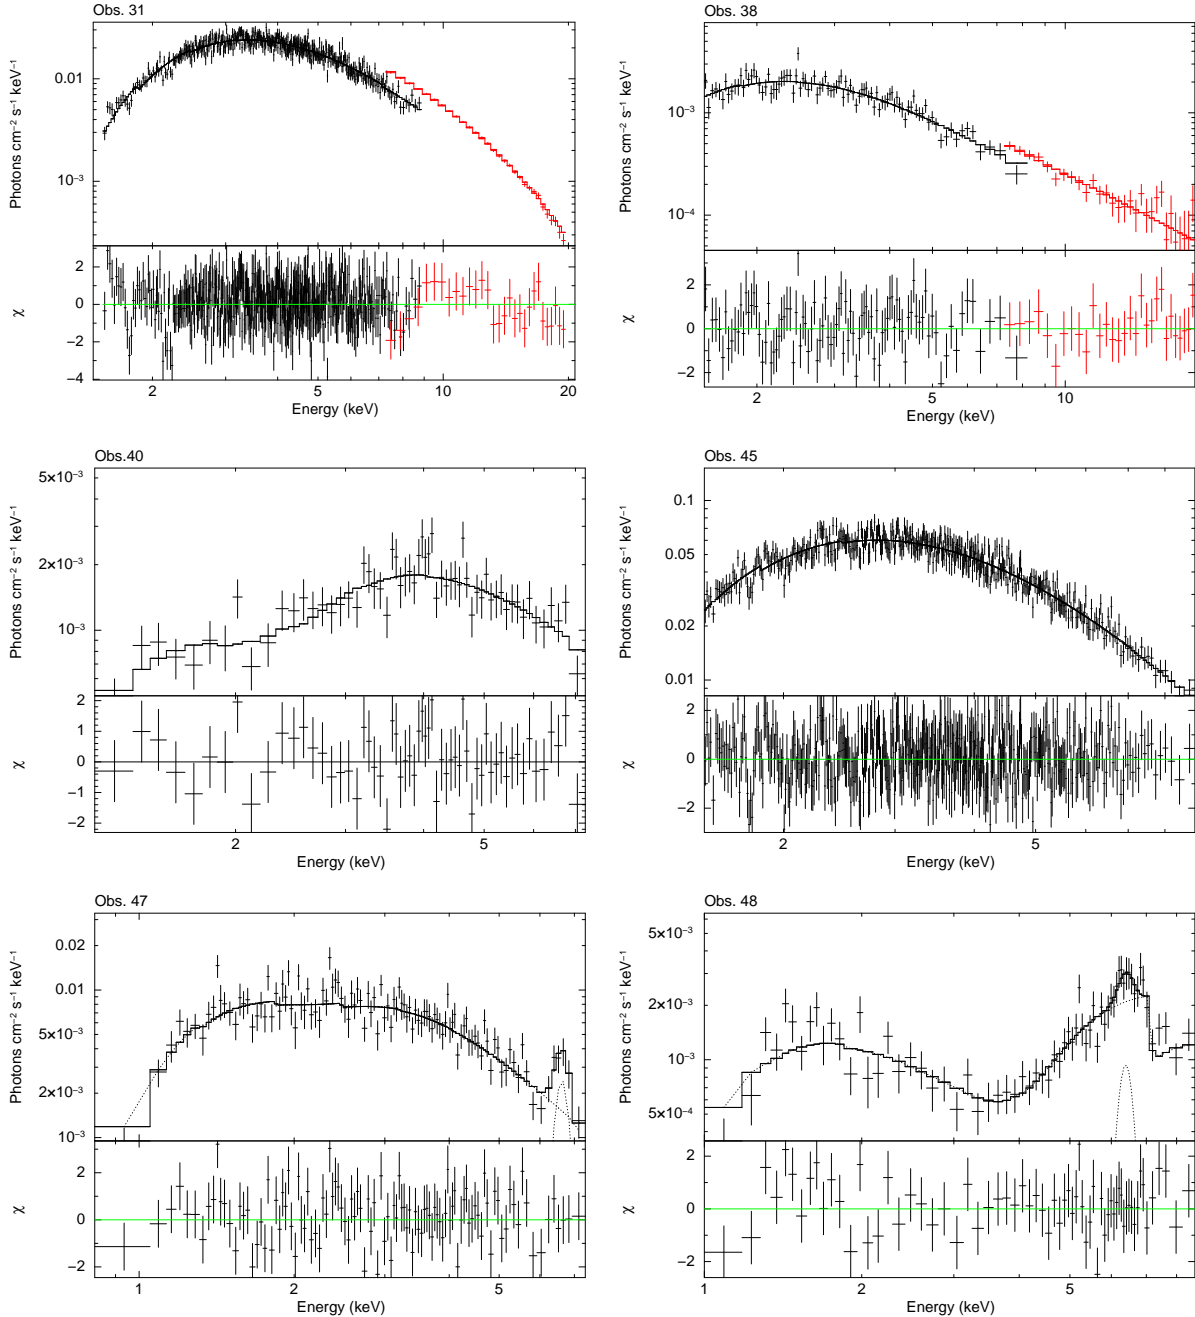 Obs. 31
Photons cm⁻² s⁻¹ keV⁻¹
0.01
10⁻³
χ
2
0
−2
−4
2
5
10
20
Energy (keV)
Obs. 38
Photons cm⁻² s⁻¹ keV⁻¹
10⁻³
10⁻⁴
χ
2
0
−2
2
5
10
Energy (keV)
Obs.40
Photons cm⁻² s⁻¹ keV⁻¹
5×10⁻³
2×10⁻³
10⁻³
χ
2
1
0
−1
−2
2
5
Energy (keV)
Obs. 45
Photons cm⁻² s⁻¹ keV⁻¹
0.1
0.05
0.02
0.01
χ
2
0
−2
2
5
Energy (keV)
Obs. 47
Photons cm⁻² s⁻¹ keV⁻¹
0.02
0.01
5×10⁻³
2×10⁻³
10⁻³
χ
2
0
−2
1
2
5
Energy (keV)
Obs. 48
Photons cm⁻² s⁻¹ keV⁻¹
5×10⁻³
2×10⁻³
10⁻³
5×10⁻⁴
χ
2
0
−2
1
2
5
Energy (keV)